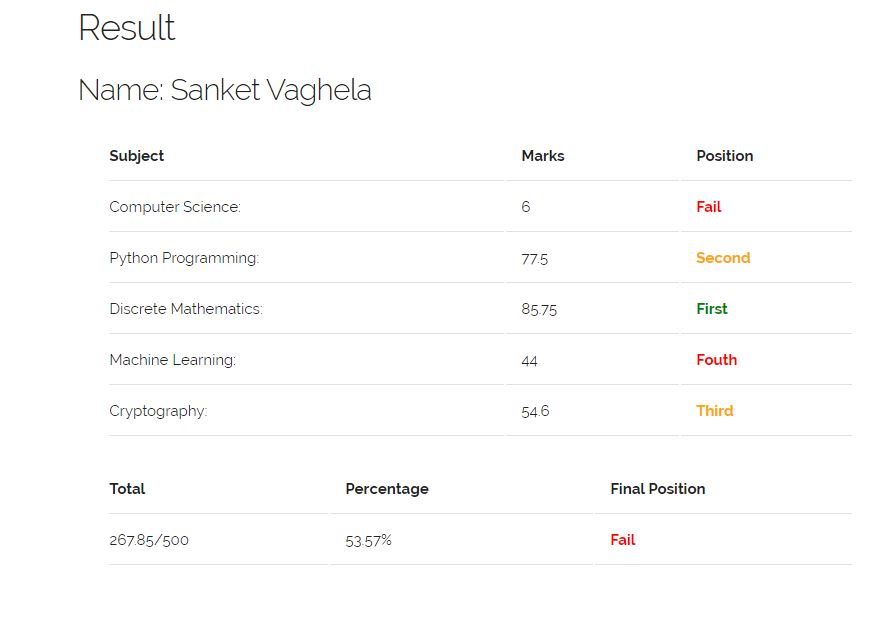 Result
Name: Sanket Vaghela
Subject Marks Position
Computer Science: 6 Fail
Python Programming: 77.5 Second
Discrete Mathematics: 85.75 First
Machine Learning: 44 Fouth
Cryptography: 54.6 Third
Total Percentage Final Position
267.85/500 53.57% Fail